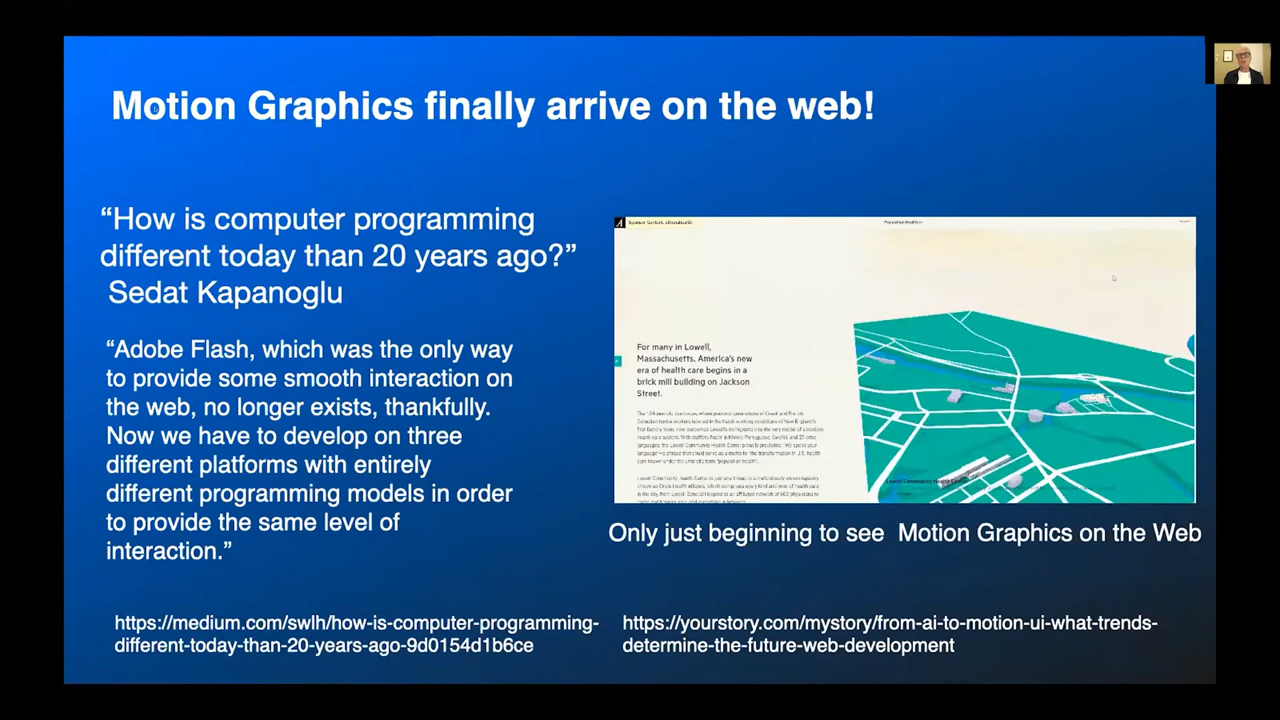 Motion Graphics finally arrive on the web!
“How is computer programming
different today than 20 years ago?”
Sedat Kapanoglu
“Adobe Flash, which was the only way
to provide some smooth interaction on
the web, no longer exists, thankfully.
Now we have to develop on three
different platforms with entirely
different programming models in order
to provide the same level of
interaction.”
https://medium.com/swlh/how-is-computer-programming-
different-today-than-20-years-ago-9d0154d1b6ce
Population Health
For many in Lowell,
Massachusetts, America's new
era of health care begins in a
brick mill building on Jackson
Street.
Lowell Community Health Center
Only just beginning to see Motion Graphics on the Web
https://yourstory.com/mystory/from-ai-to-motion-ui-what-trends-
determine-the-future-web-development